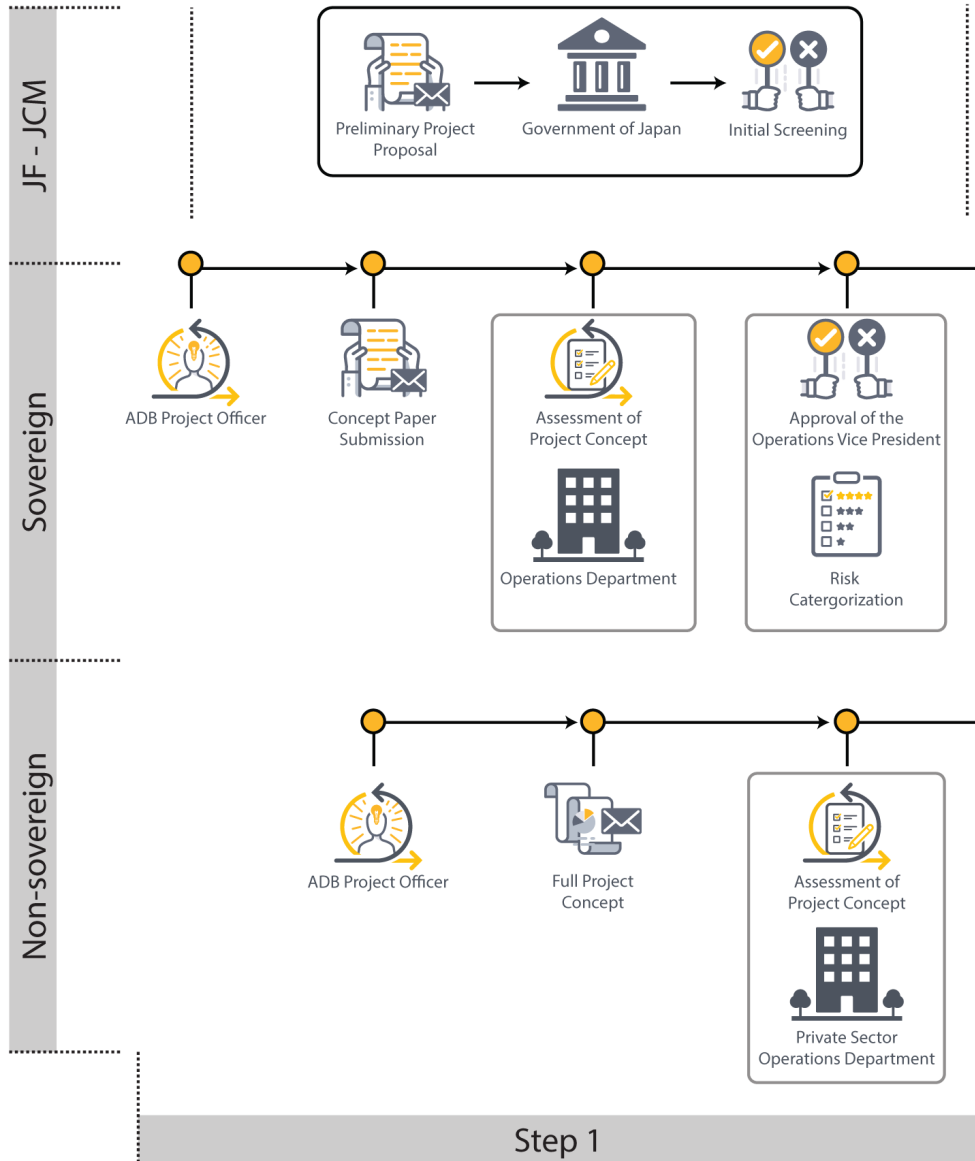 JF - JCM
Preliminary Project
Proposal
Government of Japan
Initial Screening
Sovereign
ADB Project Officer
Concept Paper
Submission
Assessment of
Project Concept
Operations Department
Approval of the
Operations Vice President
Risk
Catergorization
Non-sovereign
ADB Project Officer
Full Project
Concept
Assessment of
Project Concept
Private Sector
Operations Department
Step 1